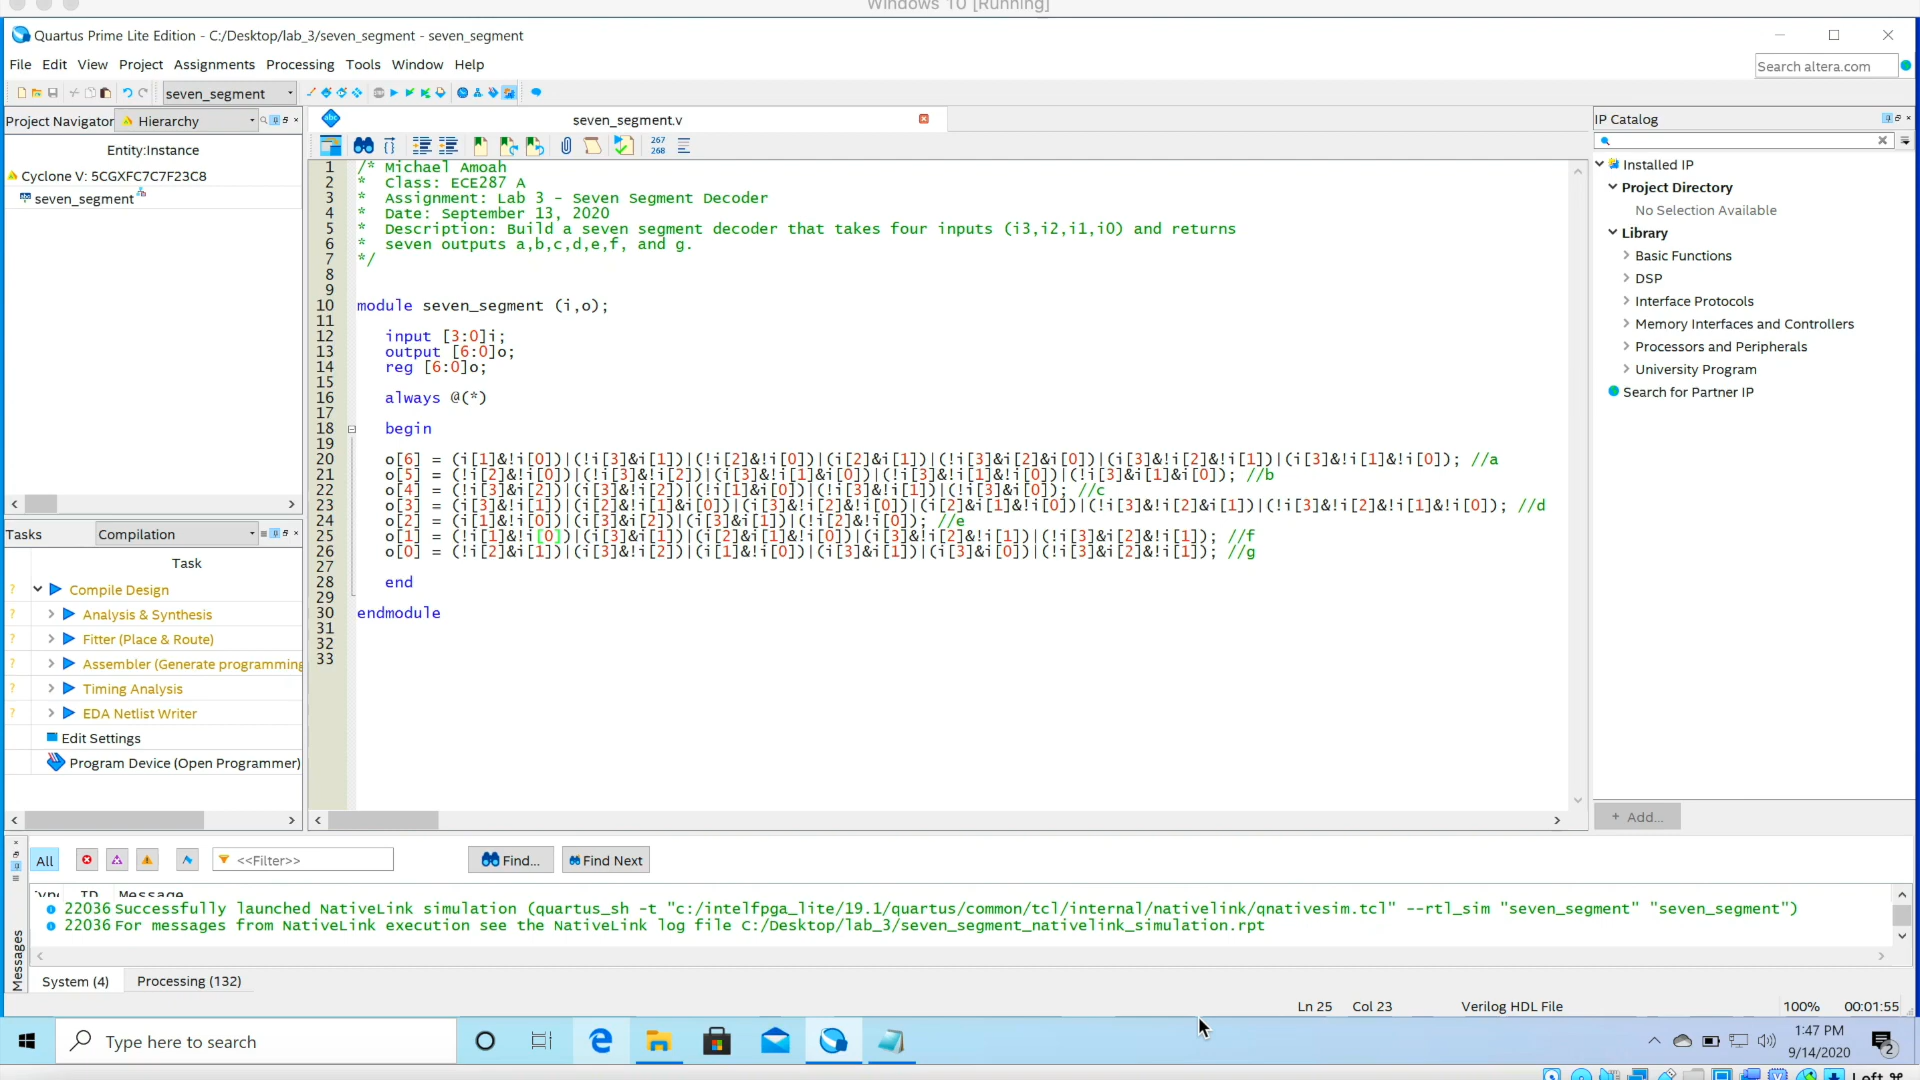 Windows 10 [Running]
Quartus Prime Lite Edition - C:/Desktop/lab_3/seven_segment - seven_segment
File Edit View Project Assignments Processing Tools Window Help
Search altera.com
seven_segment
Project Navigator Hierarchy
seven_segment.v
IP Catalog
Entity:Instance
Cyclone V: 5CGXFC7C7F23C8
seven_segment
267
268
Installed IP
Project Directory
No Selection Available
Library
Basic Functions
DSP
Interface Protocols
Memory Interfaces and Controllers
Processors and Peripherals
University Program
Search for Partner IP
+ Add...
1 /* Michael Amoah
2 * Class: ECE287 A
3 * Assignment: Lab 3 - Seven Segment Decoder
4 * Date: September 13, 2020
5 * Description: Build a seven segment decoder that takes four inputs (i3,i2,i1,i0) and returns
6 * seven outputs a,b,c,d,e,f, and g.
7 */
8
9
10 module seven_segment (i,o);
11
12 input [3:0]i;
13 output [6:0]o;
14 reg [6:0]o;
15
16 always @(*)
17
18 begin
19
20 o[6] = (i[1]&!i[0])|(!i[3]&i[1])|(!i[2]&!i[0])|(i[2]&i[1])|(!i[3]&i[2]&i[0])|(i[3]&!i[2]&!i[1])|(i[3]&!i[1]&!i[0]); //a
21 o[5] = (!i[2]&!i[0])|(!i[3]&!i[2])|(i[3]&!i[1]&i[0])|(!i[3]&!i[1]&!i[0])|(!i[3]&i[1]&i[0]); //b
22 o[4] = (!i[3]&i[2])|(i[3]&!i[2])|(!i[1]&i[0])|(!i[3]&!i[1])|(!i[3]&i[0]); //c
23 o[3] = (i[3]&!i[1])|(i[2]&!i[1]&i[0])|(i[3]&!i[2]&!i[0])|(i[2]&i[1]&!i[0])|(!i[3]&!i[2]&i[1])|(!i[3]&!i[2]&!i[1]&!i[0]); //d
24 o[2] = (i[1]&!i[0])|(i[3]&i[2])|(i[3]&i[1])|(!i[2]&!i[0]); //e
25 o[1] = (!i[1]&!i[0])|(i[3]&i[1])|(i[2]&i[1]&!i[0])|(i[3]&!i[2]&!i[1])|(!i[3]&i[2]&!i[1]); //f
26 o[0] = (!i[2]&i[1])|(i[3]&!i[2])|(i[1]&!i[0])|(i[3]&i[1])|(i[3]&i[0])|(!i[3]&i[2]&!i[1]); //g
27
28 end
29
30 endmodule
31
32
33
Tasks Compilation
Task
? Compile Design
? Analysis & Synthesis
? Fitter (Place & Route)
? Assembler (Generate programming
? Timing Analysis
? EDA Netlist Writer
Edit Settings
Program Device (Open Programmer)
All <<Filter>> Find... Find Next
ID Message
22036 Successfully launched NativeLink simulation (quartus_sh -t "c:/intelfpga_lite/19.1/quartus/common/tcl/internal/nativelink/qnativesim.tcl" --rtl_sim "seven_segment" "seven_segment")
22036 For messages from NativeLink execution see the NativeLink log file C:/Desktop/lab_3/seven_segment_nativelink_simulation.rpt
Messages
System (4) Processing (132)
Ln 25 Col 23 Verilog HDL File 100% 00:01:55
Type here to search
1:47 PM
9/14/2020
2
Left ⌘